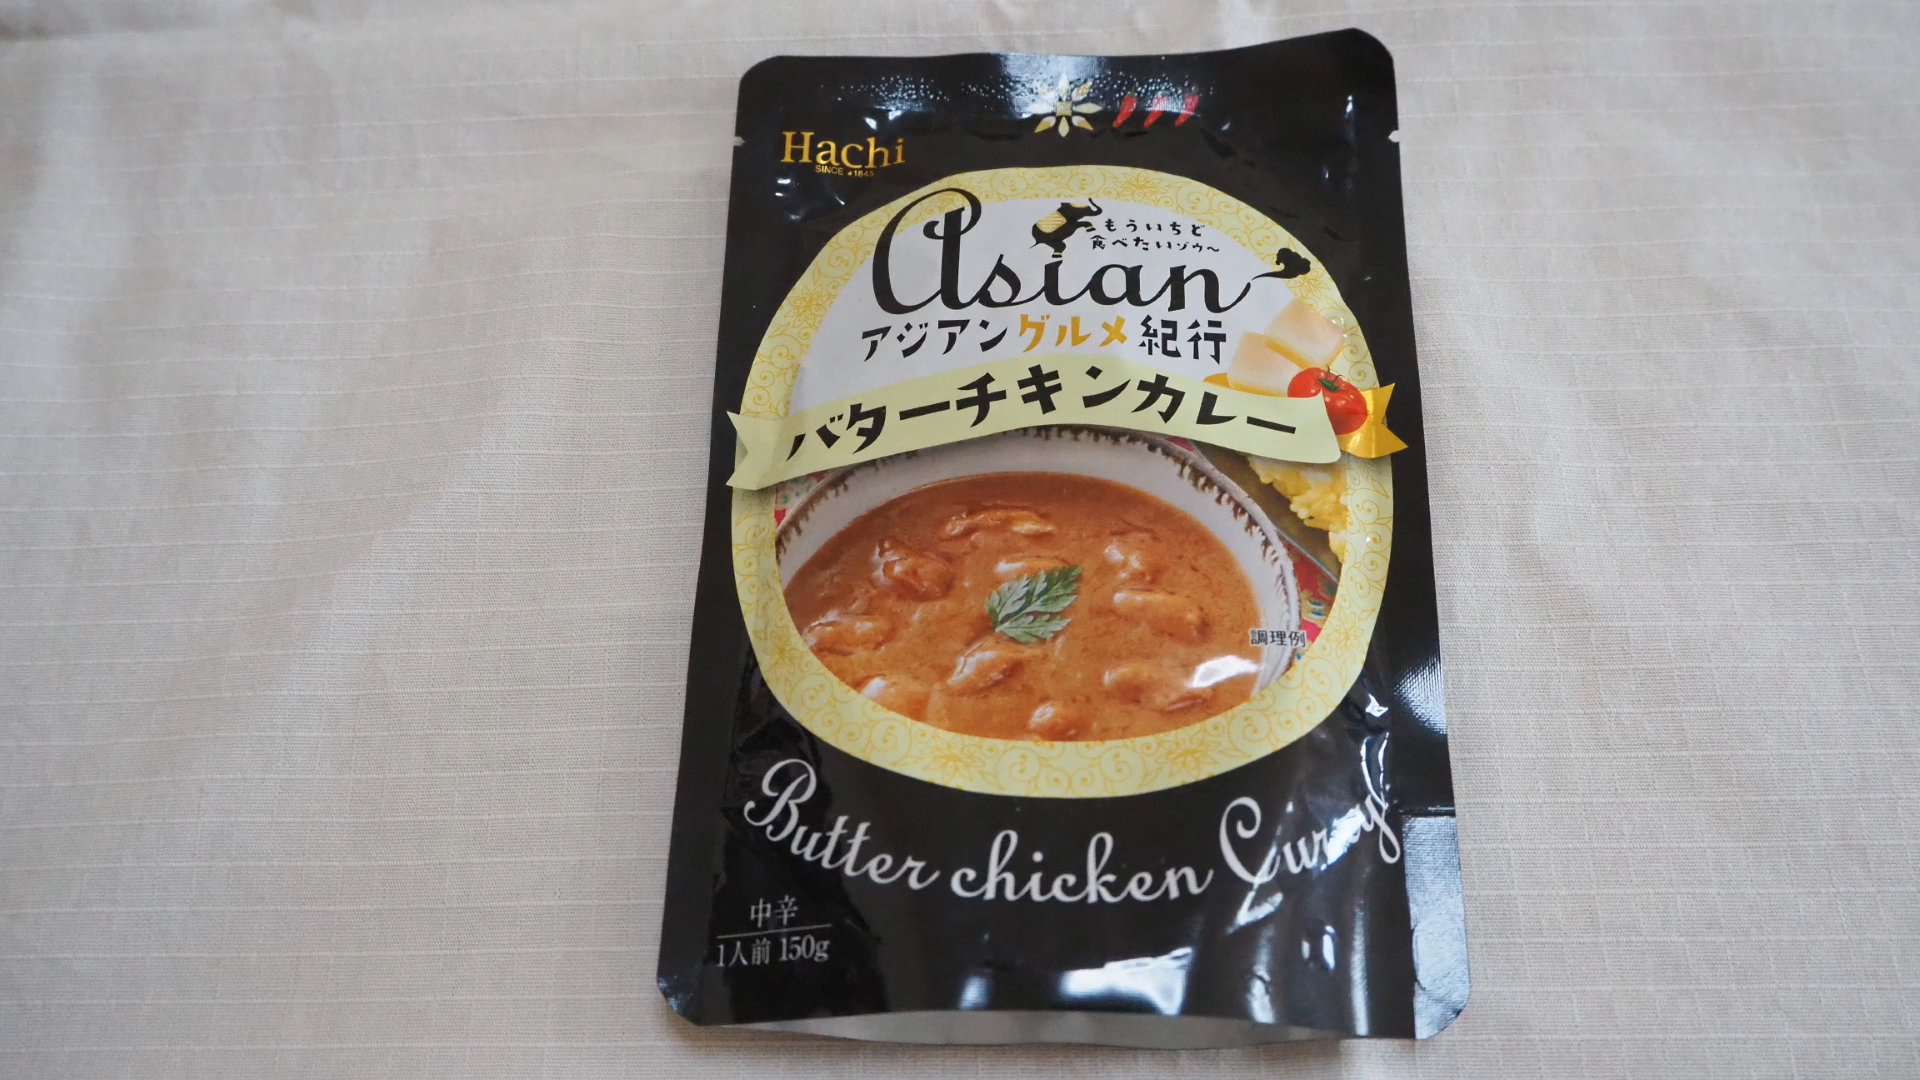 Hachi
SINCE 1845
もういちど
食べたいゾウ～
Asian
アジアングルメ紀行
バターチキンカレー
調理例
Butter chicken Curry
中辛
1人前 150g